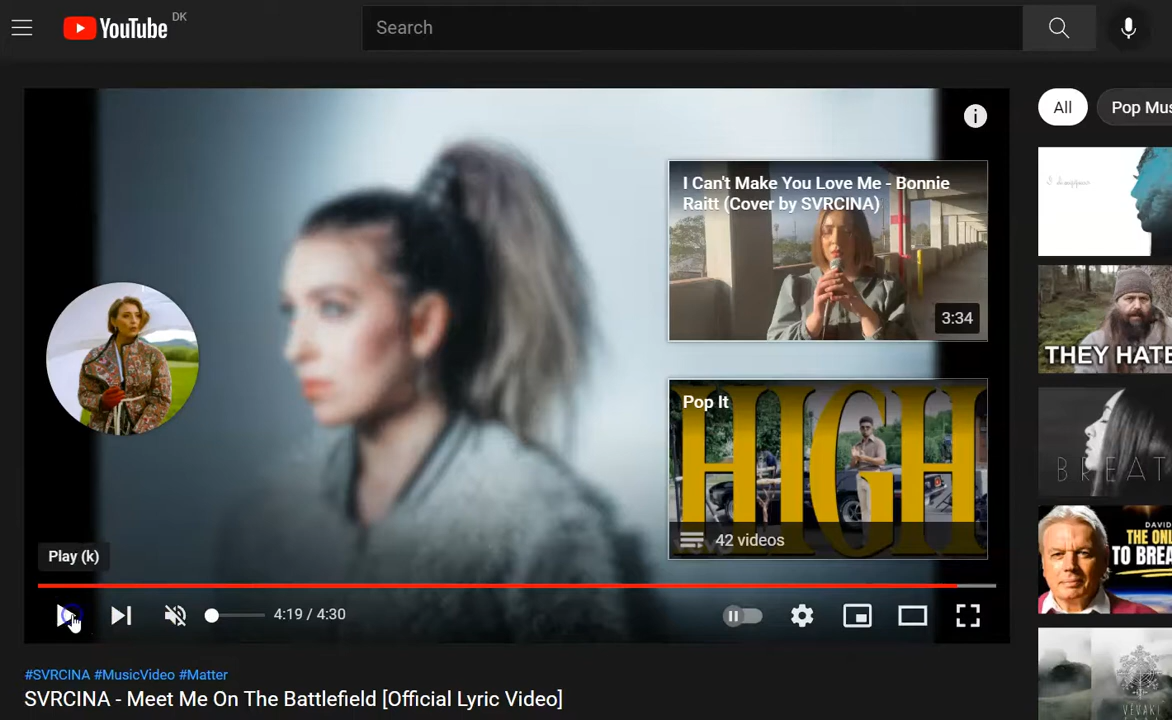 YouTube DK
Search
All
Pop Mus
I Can't Make You Love Me - Bonnie
Raitt (Cover by SVRCINA)
3:34
THEY HATE
Pop It
HIGH
42 videos
BREAT
DAVID
THE ONL
TO BREA
Play (k)
4:19 / 4:30
#SVRCINA #MusicVideo #Matter
SVRCINA - Meet Me On The Battlefield [Official Lyric Video]